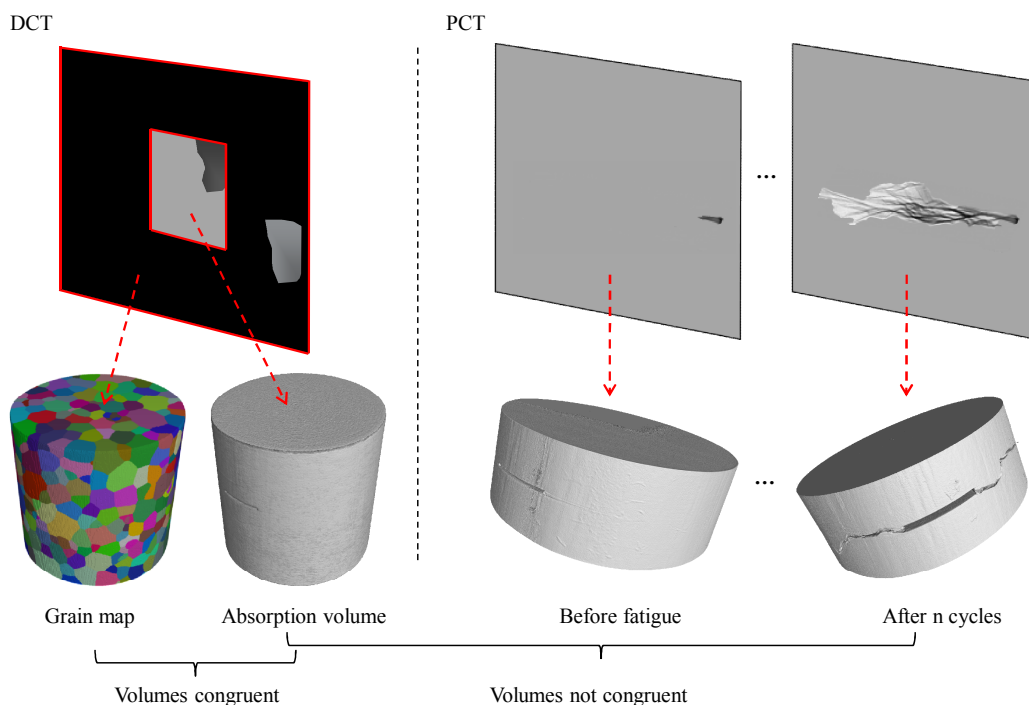 DCT
PCT
...
...
Grain map
Absorption volume
Before fatigue
After n cycles
Volumes congruent
Volumes not congruent